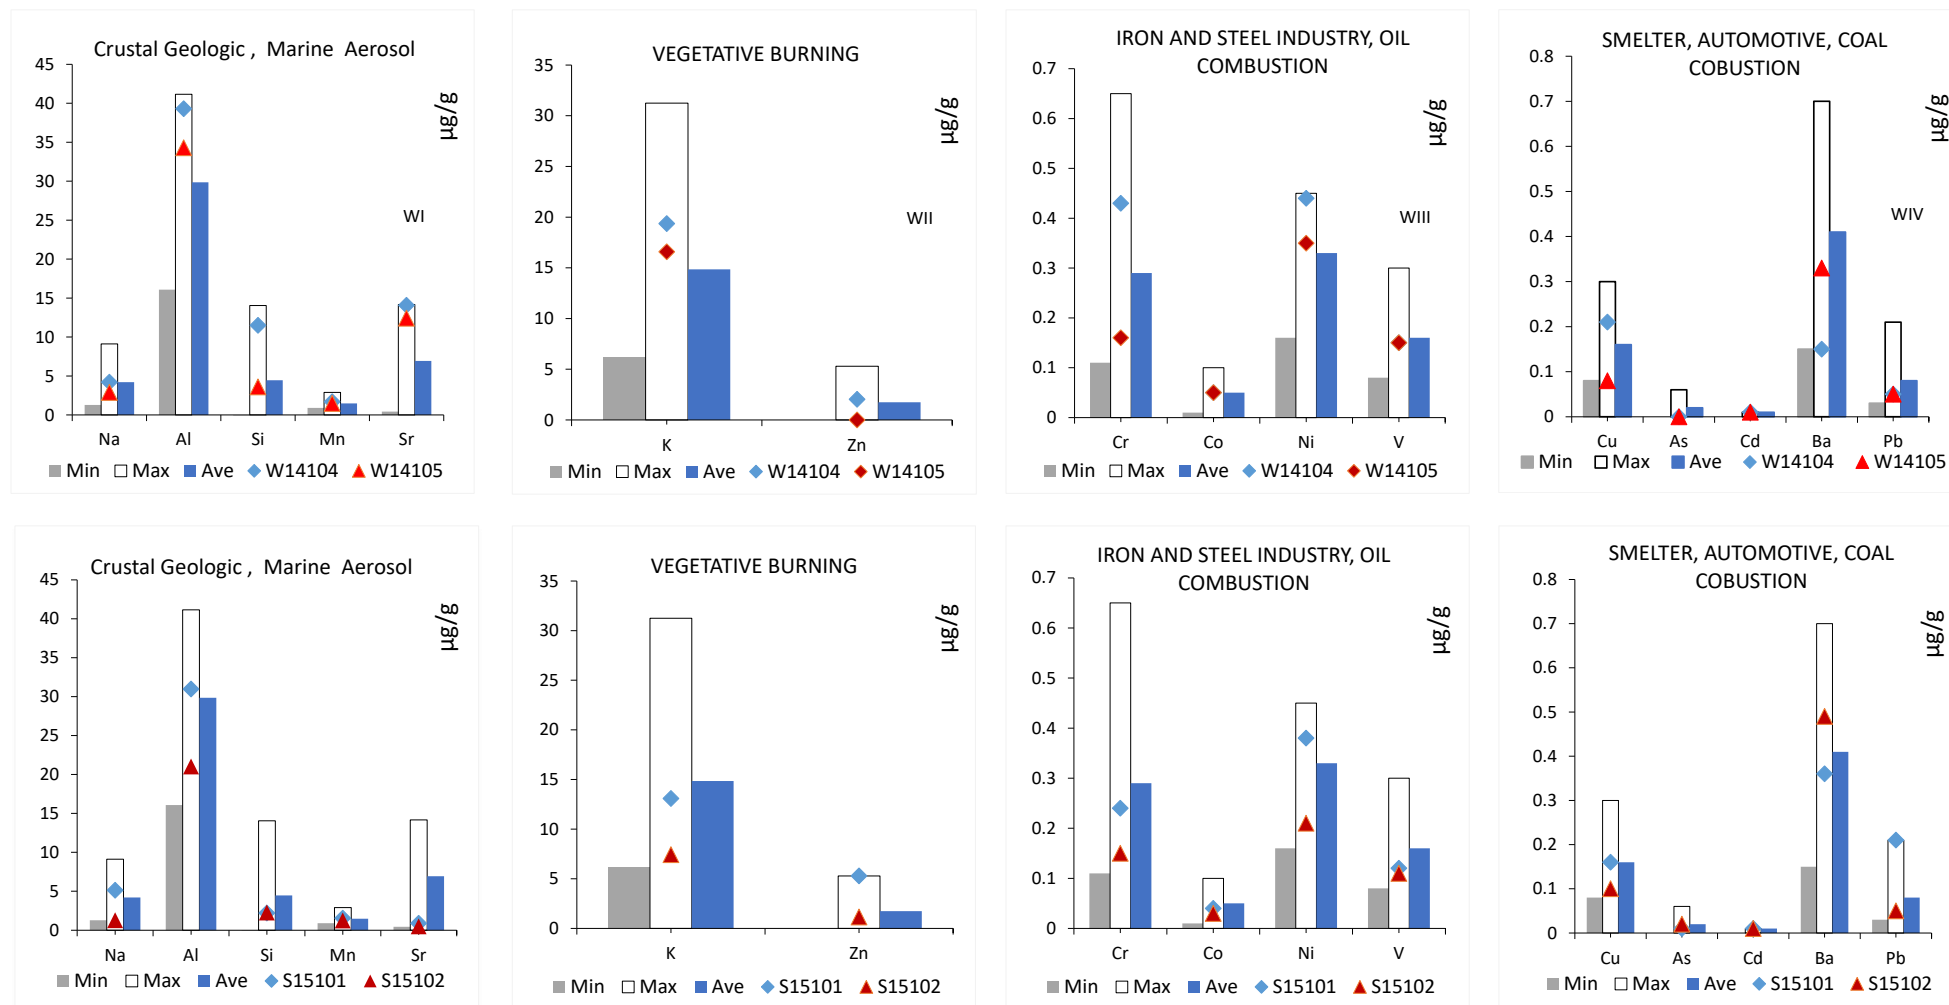 Crustal Geologic , Marine Aerosol
45
40
35
30
25
20
15
10
5
0
µg/g
WI
Na Al Si Mn Sr
Min Max Ave W14104 W14105
VEGETATIVE BURNING
35
30
25
20
15
10
5
0
µg/g
WII
K Zn
Min Max Ave W14104 W14105
IRON AND STEEL INDUSTRY, OIL
COMBUSTION
0.7
0.6
0.5
0.4
0.3
0.2
0.1
0
µg/g
WIII
Cr Co Ni V
Min Max Ave W14104 W14105
SMELTER, AUTOMOTIVE, COAL
COBUSTION
0.8
0.7
0.6
0.5
0.4
0.3
0.2
0.1
0
µg/g
WIV
Cu As Cd Ba Pb
Min Max Ave W14104 W14105
Crustal Geologic , Marine Aerosol
45
40
35
30
25
20
15
10
5
0
µg/g
Na Al Si Mn Sr
Min Max Ave S15101 S15102
VEGETATIVE BURNING
35
30
25
20
15
10
5
0
µg/g
K Zn
Min Max Ave S15101 S15102
IRON AND STEEL INDUSTRY, OIL
COMBUSTION
0.7
0.6
0.5
0.4
0.3
0.2
0.1
0
µg/g
Cr Co Ni V
Min Max Ave S15101 S15102
SMELTER, AUTOMOTIVE, COAL
COBUSTION
0.8
0.7
0.6
0.5
0.4
0.3
0.2
0.1
0
µg/g
Cu As Cd Ba Pb
Min Max Ave S15101 S15102